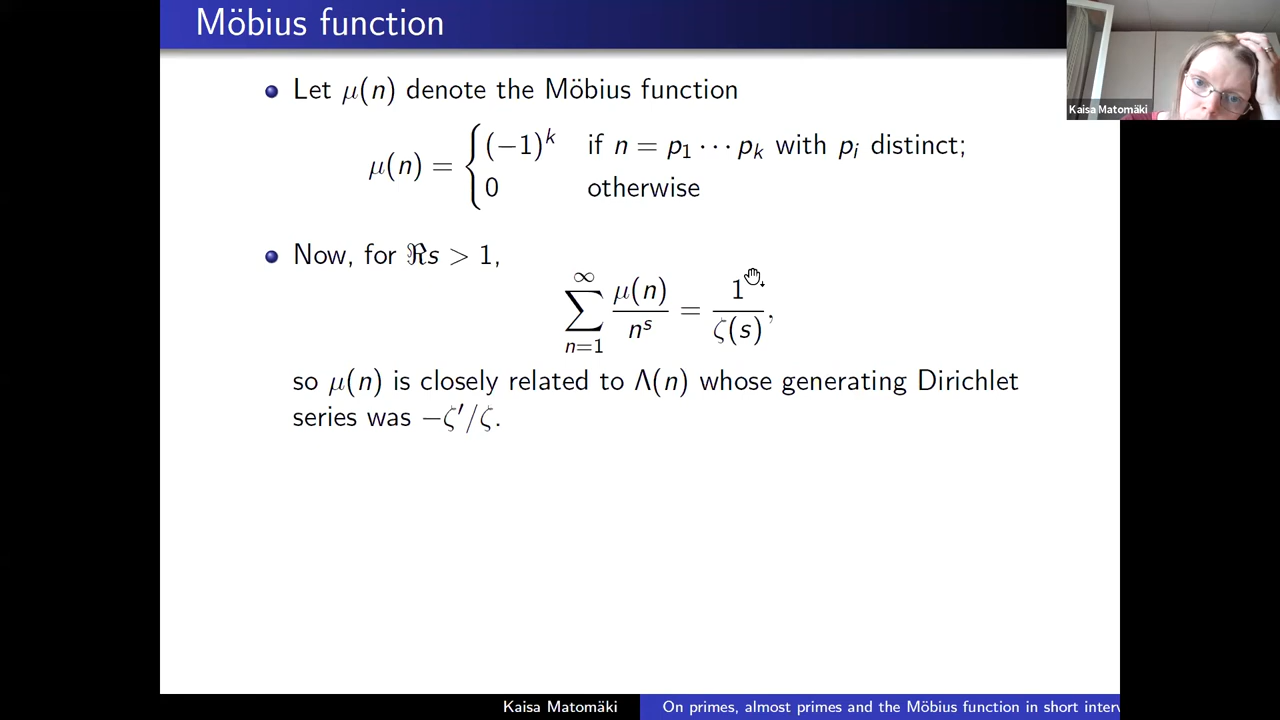 Möbius function
Kaisa Matomäki
Let μ(n) denote the Möbius function
μ(n) = { (−1)^k if n = p_1 ⋯ p_k with p_i distinct;
0 otherwise
Now, for ℜs > 1,
∑_{n=1}^{∞} μ(n)/n^s = 1/ζ(s),
so μ(n) is closely related to Λ(n) whose generating Dirichlet
series was −ζ′/ζ.
Kaisa Matomäki On primes, almost primes and the Möbius function in short inter